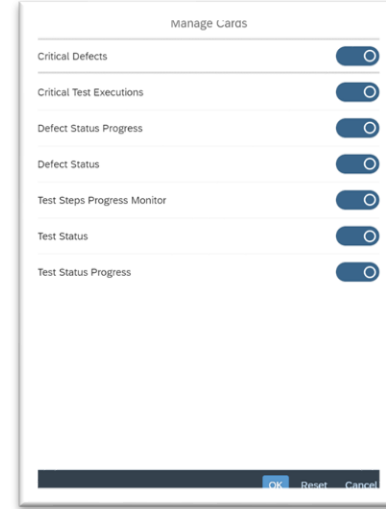 Manage Cards
Critical Defects
Critical Test Executions
Defect Status Progress
Defect Status
Test Steps Progress Monitor
Test Status
Test Status Progress
OK Reset Cancel